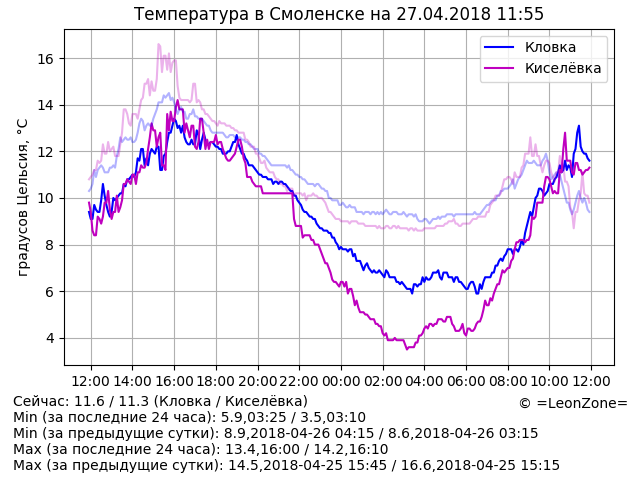 Температура в Смоленске на 27.04.2018 11:55
Кловка
Киселёвка
градусов Цельсия, °C
16
14
12
10
8
6
4
12:00 14:00 16:00 18:00 20:00 22:00 00:00 02:00 04:00 06:00 08:00 10:00 12:00
Сейчас: 11.6 / 11.3 (Кловка / Киселёвка)
© =LeonZone=
Min (за последние 24 часа): 5.9,03:25 / 3.5,03:10
Min (за предыдущие сутки): 8.9,2018-04-26 04:15 / 8.6,2018-04-26 03:15
Max (за последние 24 часа): 13.4,16:00 / 14.2,16:10
Max (за предыдущие сутки): 14.5,2018-04-25 15:45 / 16.6,2018-04-25 15:15